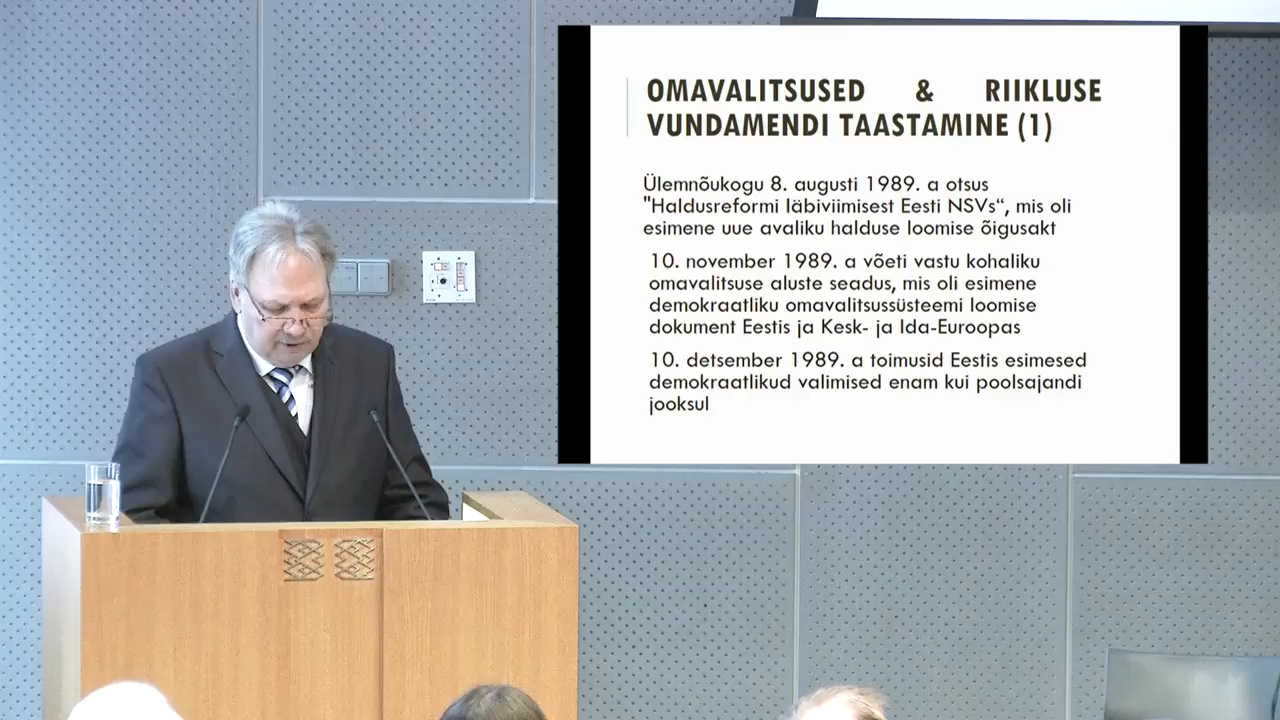 OMAVALITSUSED & RIIKLUSE
VUNDAMENDI TAASTAMINE (1)
Ülemnõukogu 8. augusti 1989. a otsus
"Haldusreformi läbiviimisest Eesti NSVs“, mis oli
esimene uue avaliku halduse loomise õigusakt
10. november 1989. a võeti vastu kohaliku
omavalitsuse aluste seadus, mis oli esimene
demokraatliku omavalitsussüsteemi loomise
dokument Eestis ja Kesk- ja Ida-Euroopas
10. detsember 1989. a toimusid Eestis esimesed
demokraatlikud valimised enam kui poolsajandi
jooksul